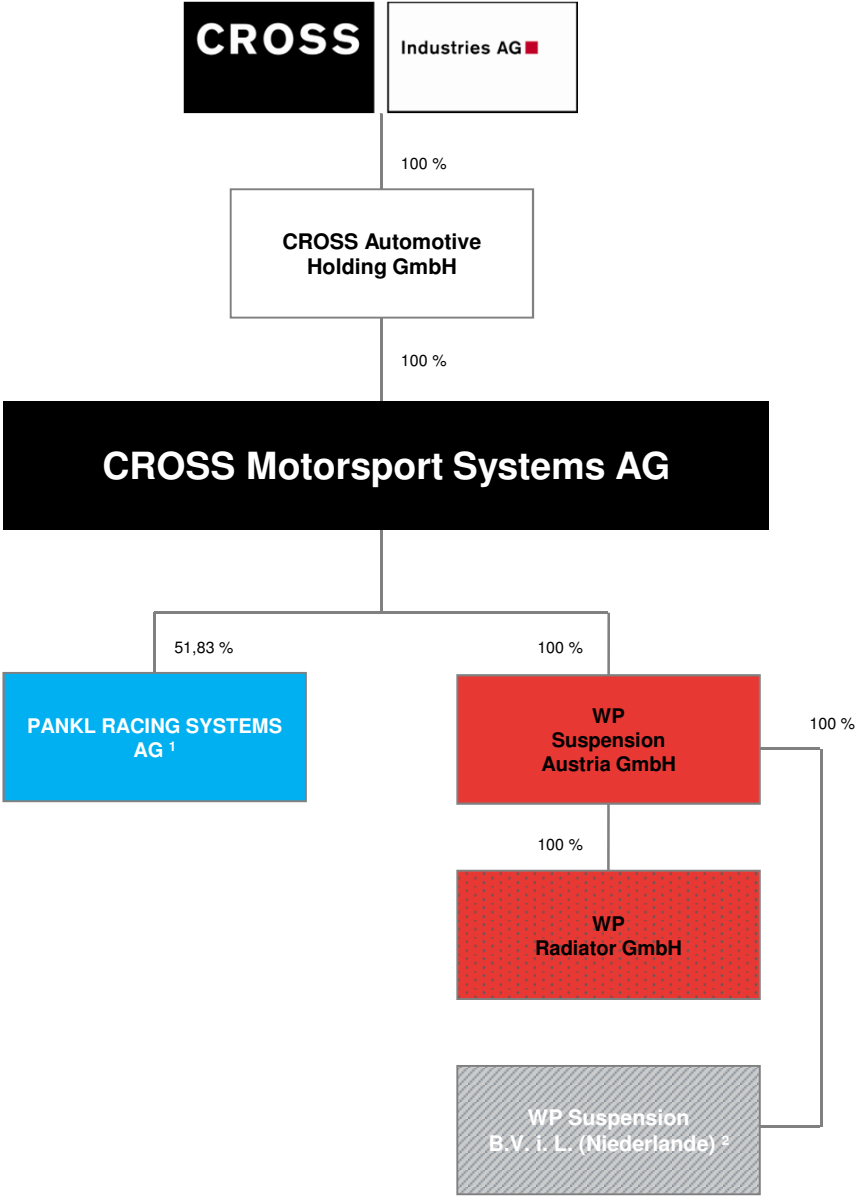 CROSS
Industries AG
100 %
CROSS Automotive
Holding GmbH
100 %
CROSS Motorsport Systems AG
51,83 %
100 %
PANKL RACING SYSTEMS
AG ¹
WP
Suspension
Austria GmbH
100 %
100 %
WP
Radiator GmbH
WP Suspension
B.V. i. L. (Niederlande) ²